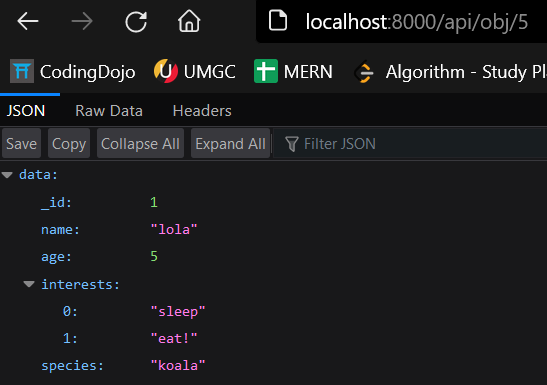 localhost:8000/api/obj/5
CodingDojo UMGC MERN Algorithm - Study Pl
JSON Raw Data Headers
Save Copy Collapse All Expand All Filter JSON
data:
_id: 1
name: "lola"
age: 5
interests:
0: "sleep"
1: "eat!"
species: "koala"